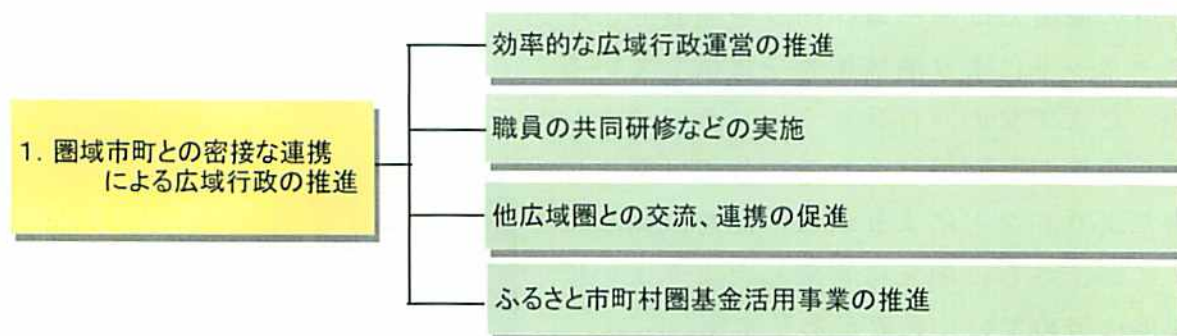 1. 圏域市町との密接な連携
による広域行政の推進
効率的な広域行政運営の推進
職員の共同研修などの実施
他広域圏との交流、連携の促進
ふるさと市町村圏基金活用事業の推進